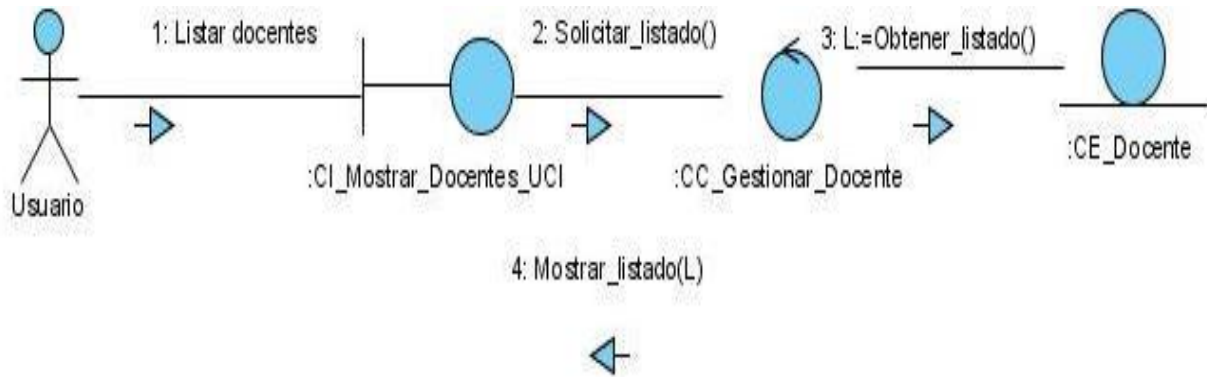 1: Listar docentes
2: Solicitar_listado()
3: L:=Obtener_listado()
:CI_Mostrar_Docentes_UCI
:CC_Gestionar_Docente
:CE_Docente
Usuario
4: Mostrar_listado(L)